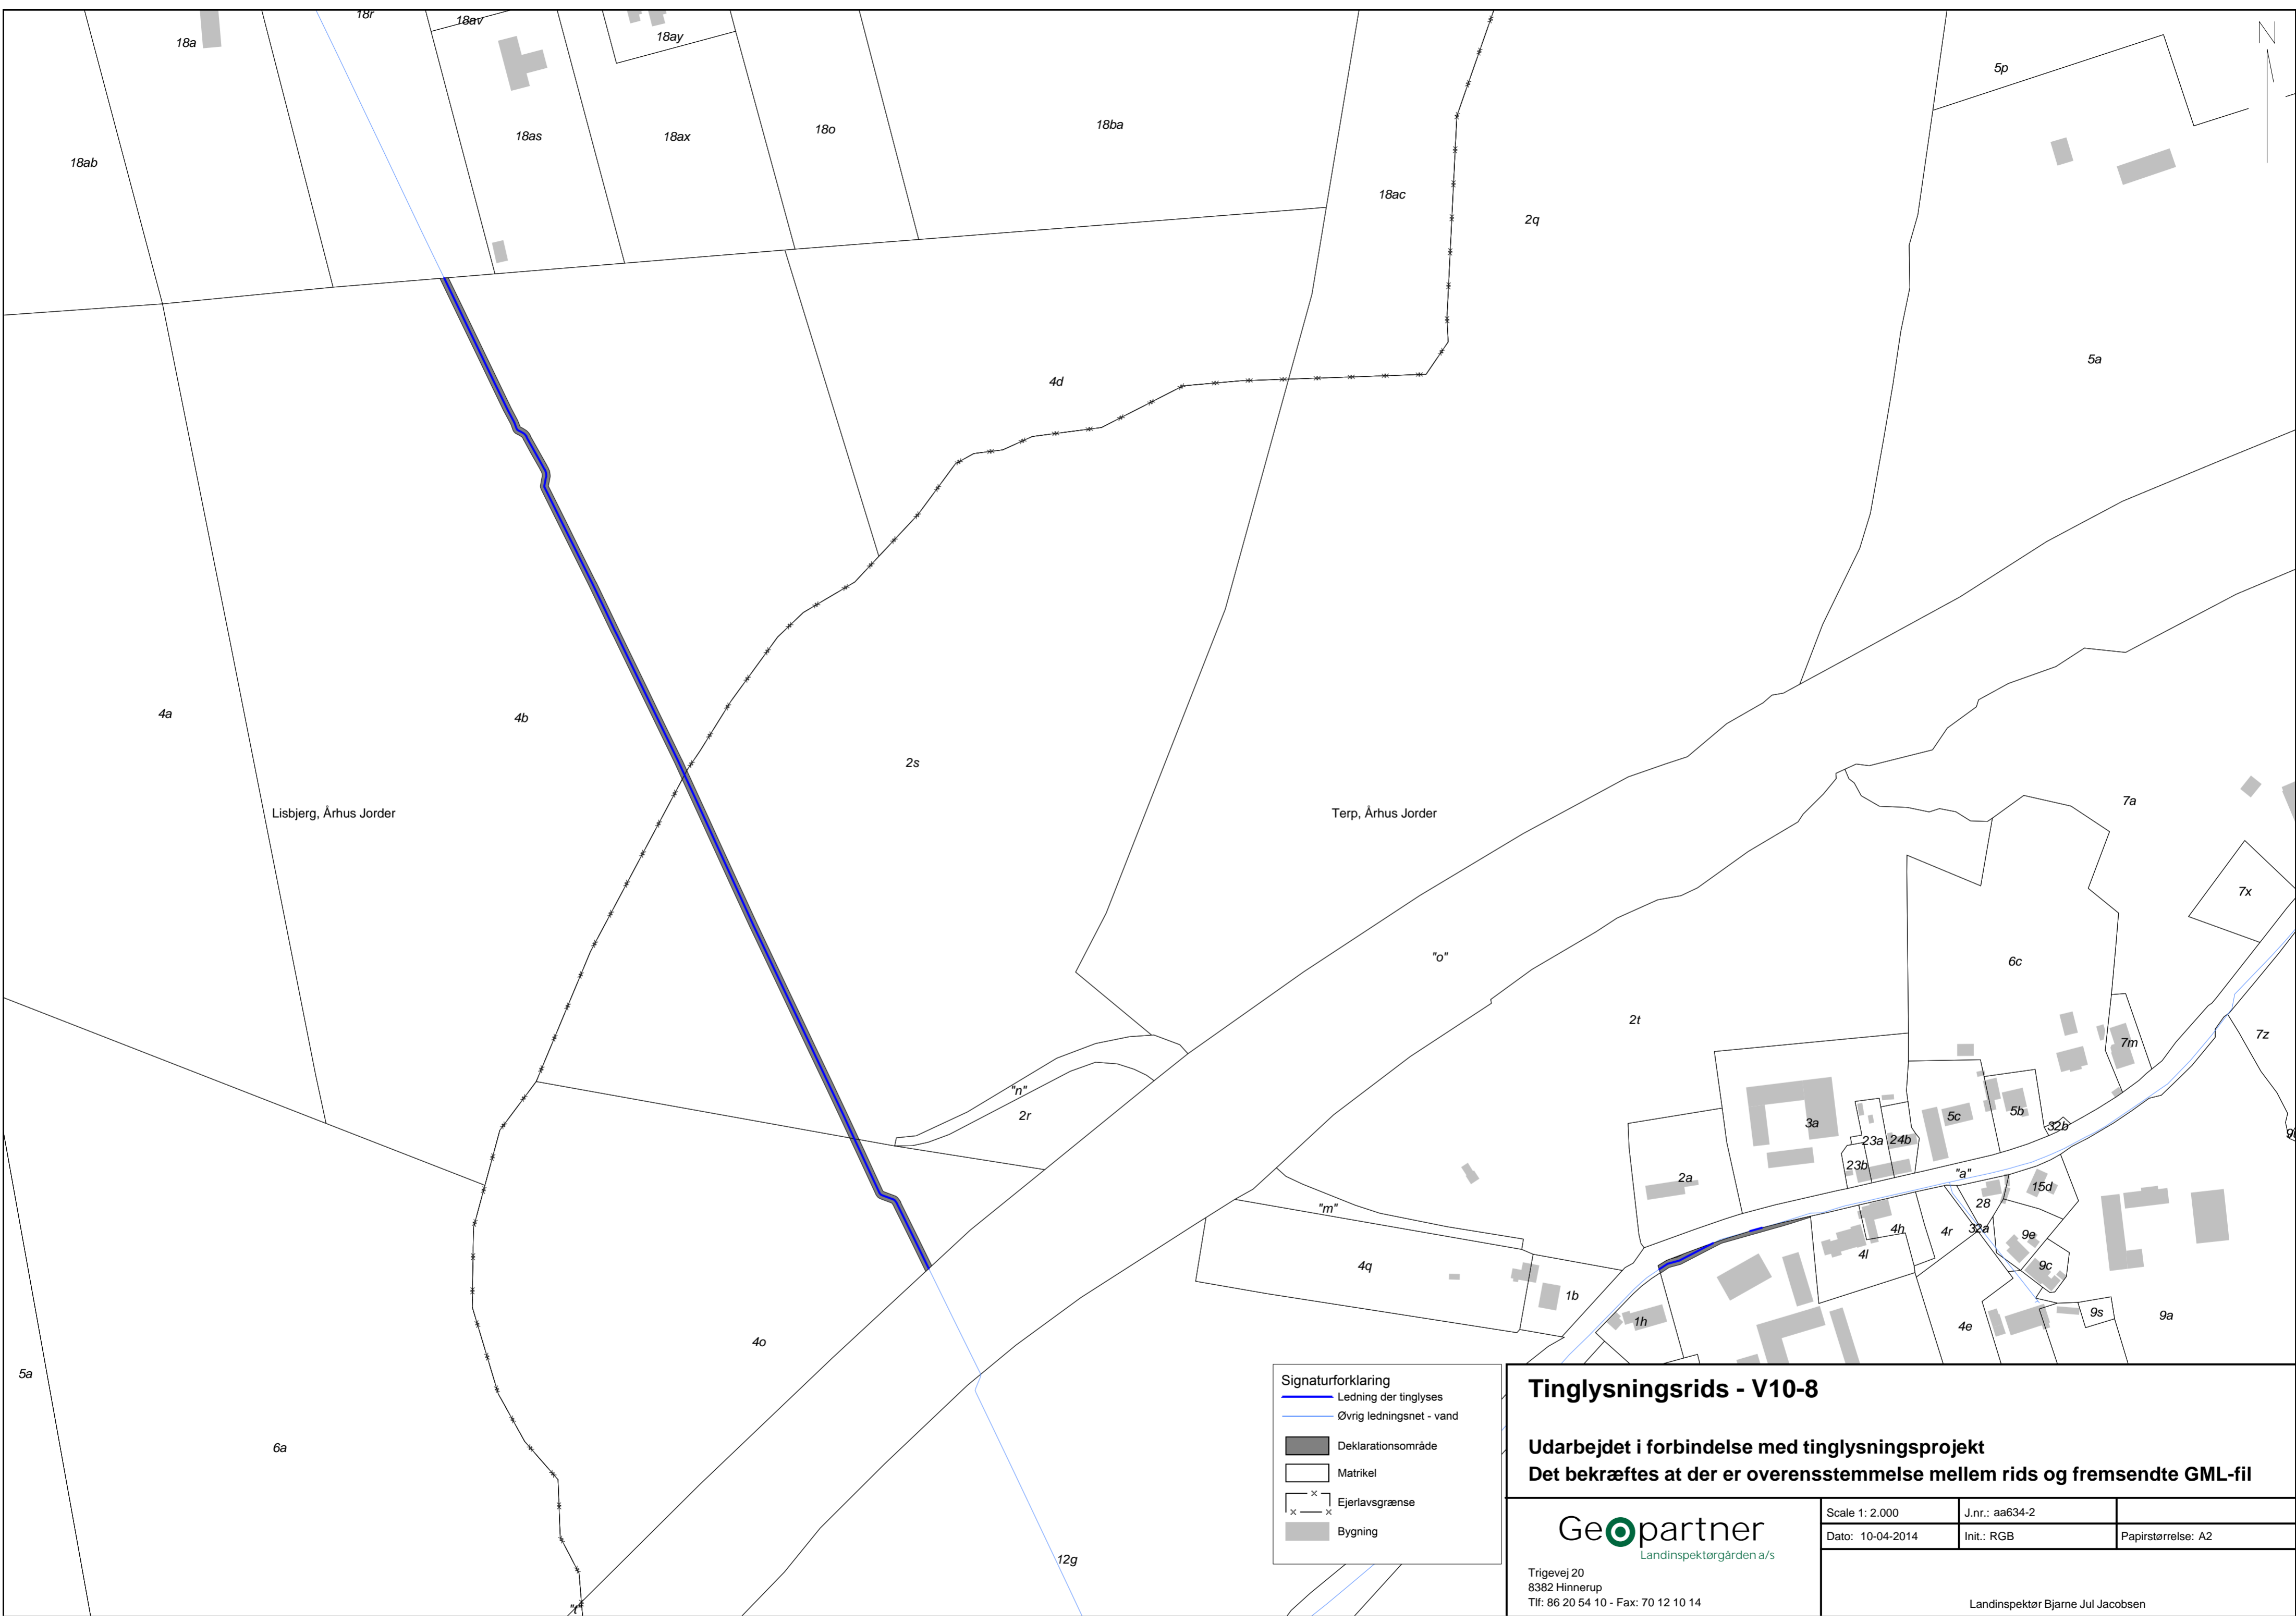 18r
18av
18a
18ay
N
5p
18ab
18as
18ax
18o
18ba
18ac
2q
5a
4d
4a
4b
2s
Lisbjerg, Århus Jorder
Terp, Århus Jorder
7a
7x
"o"
6c
2t
7z
7m
"n"
2r
3a
5c
5b
32b
23a
24b
23b
"a"
2a
15d
28
"m"
4h
4r
32a
9e
4l
9c
4q
1b
1h
9s
4e
9a
4o
5a
6a
12g
Signaturforklaring
Ledning der tinglyses
Øvrig ledningsnet - vand
Deklarationsområde
Matrikel
Ejerlavsgrænse
Bygning
Tinglysningsrids - V10-8
Udarbejdet i forbindelse med tinglysningsprojekt
Det bekræftes at der er overensstemmelse mellem rids og fremsendte GML-fil
Geopartner
Landinspektørgården a/s
Trigevej 20
8382 Hinnerup
Tlf: 86 20 54 10 - Fax: 70 12 10 14
Scale 1: 2.000
J.nr.: aa634-2
Dato: 10-04-2014
Init.: RGB
Papirstørrelse: A2
Landinspektør Bjarne Jul Jacobsen